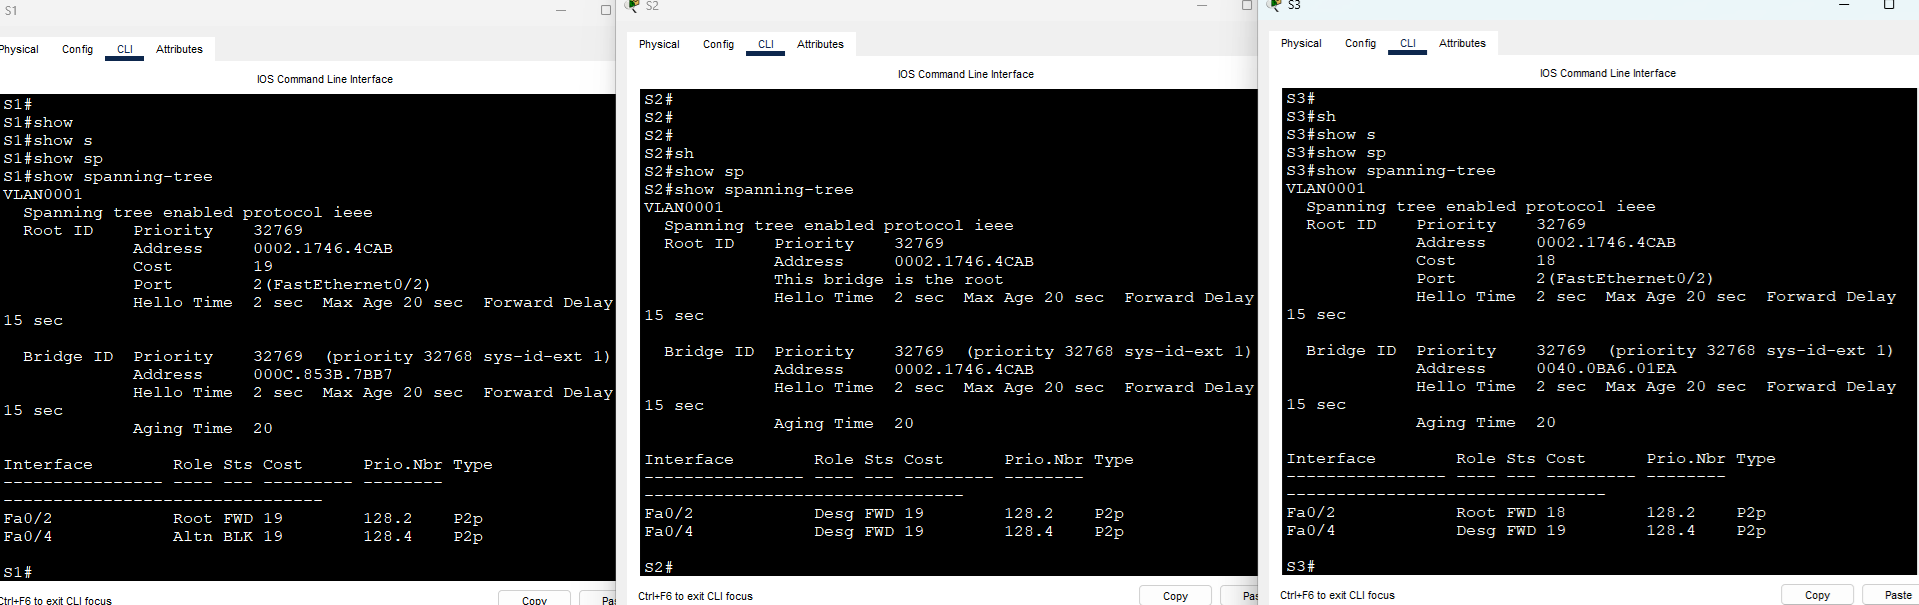 S1
Physical Config CLI Attributes
IOS Command Line Interface
S1#
S1#show
S1#show s
S1#show sp
S1#show spanning-tree
VLAN0001
  Spanning tree enabled protocol ieee
  Root ID    Priority    32769
             Address     0002.1746.4CAB
             Cost        19
             Port        2(FastEthernet0/2)
             Hello Time  2 sec  Max Age 20 sec  Forward Delay
15 sec

  Bridge ID  Priority    32769  (priority 32768 sys-id-ext 1)
             Address     000C.853B.7BB7
             Hello Time  2 sec  Max Age 20 sec  Forward Delay
15 sec
             Aging Time  20

Interface        Role Sts Cost      Prio.Nbr Type
---------------- ---- --- --------- --------
--------------------------------
Fa0/2            Root FWD 19        128.2    P2p
Fa0/4            Altn BLK 19        128.4    P2p

S1#
Ctrl+F6 to exit CLI focus
Copy
S2
Physical Config CLI Attributes
IOS Command Line Interface
S2#
S2#
S2#
S2#sh
S2#show sp
S2#show spanning-tree
VLAN0001
  Spanning tree enabled protocol ieee
  Root ID    Priority    32769
             Address     0002.1746.4CAB
             This bridge is the root
             Hello Time  2 sec  Max Age 20 sec  Forward Delay
15 sec

  Bridge ID  Priority    32769  (priority 32768 sys-id-ext 1)
             Address     0002.1746.4CAB
             Hello Time  2 sec  Max Age 20 sec  Forward Delay
15 sec
             Aging Time  20

Interface        Role Sts Cost      Prio.Nbr Type
---------------- ---- --- --------- --------
--------------------------------
Fa0/2            Desg FWD 19        128.2    P2p
Fa0/4            Desg FWD 19        128.4    P2p

S2#
Ctrl+F6 to exit CLI focus
Copy
S3
Physical Config CLI Attributes
IOS Command Line Interface
S3#
S3#sh
S3#show s
S3#show sp
S3#show spanning-tree
VLAN0001
  Spanning tree enabled protocol ieee
  Root ID    Priority    32769
             Address     0002.1746.4CAB
             Cost        18
             Port        2(FastEthernet0/2)
             Hello Time  2 sec  Max Age 20 sec  Forward Delay
15 sec

  Bridge ID  Priority    32769  (priority 32768 sys-id-ext 1)
             Address     0040.0BA6.01EA
             Hello Time  2 sec  Max Age 20 sec  Forward Delay
15 sec
             Aging Time  20

Interface        Role Sts Cost      Prio.Nbr Type
---------------- ---- --- --------- --------
--------------------------------
Fa0/2            Root FWD 18        128.2    P2p
Fa0/4            Desg FWD 19        128.4    P2p

S3#
Ctrl+F6 to exit CLI focus
Copy Paste